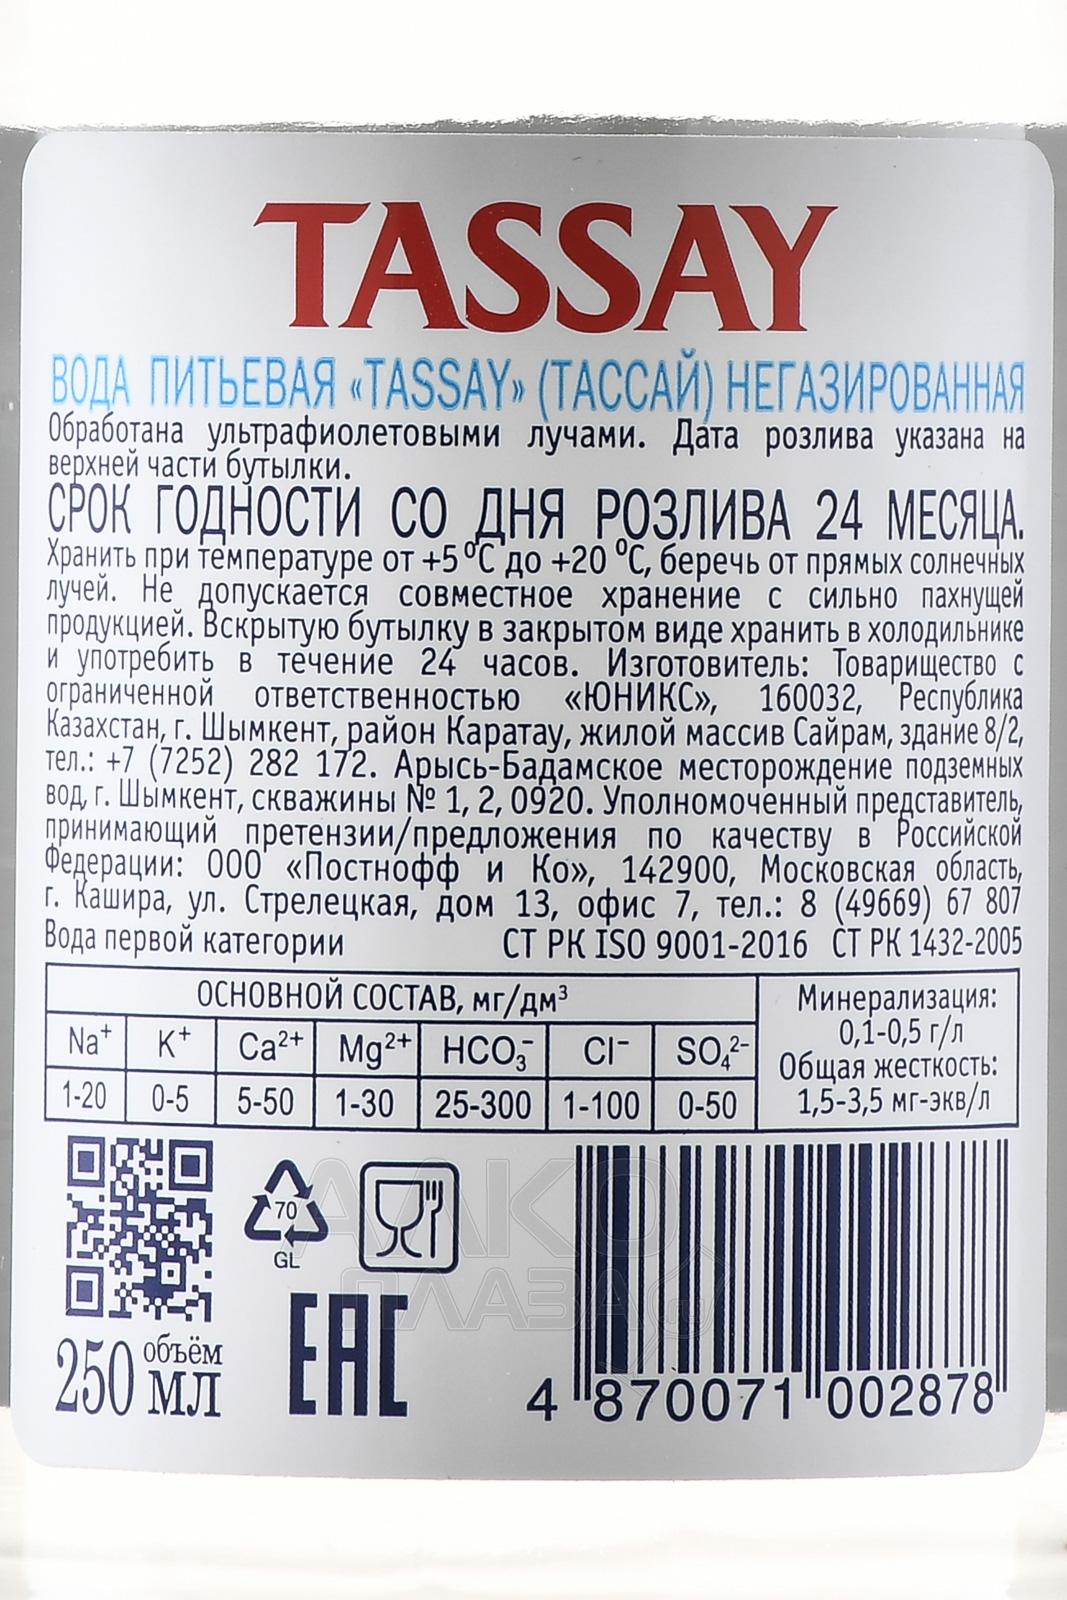 TASSAY
ВОДА ПИТЬЕВАЯ «TASSAY» (ТАССАЙ) НЕГАЗИРОВАННАЯ
Обработана ультрафиолетовыми лучами. Дата розлива указана на
верхней части бутылки.
СРОК ГОДНОСТИ СО ДНЯ РОЗЛИВА 24 МЕСЯЦА.
Хранить при температуре от +5 ⁰С до +20 ⁰С, беречь от прямых солнечных
лучей. Не допускается совместное хранение с сильно пахнущей
продукцией. Вскрытую бутылку в закрытом виде хранить в холодильнике
и употребить в течение 24 часов. Изготовитель: Товарищество с
ограниченной ответственностью «ЮНИКС», 160032, Республика
Казахстан, г. Шымкент, район Каратау, жилой массив Сайрам, здание 8/2,
тел.: +7 (7252) 282 172. Арысь-Бадамское месторождение подземных
вод, г. Шымкент, скважины № 1, 2, 0920. Уполномоченный представитель,
принимающий претензии/предложения по качеству в Российской
Федерации: ООО «Постнофф и Ко», 142900, Московская область,
г. Кашира, ул. Стрелецкая, дом 13, офис 7, тел.: 8 (49669) 67 807
Вода первой категории СТ РК ISO 9001-2016 СТ РК 1432-2005
ОСНОВНОЙ СОСТАВ, мг/дм³
Na⁺ K⁺ Ca²⁺ Mg²⁺ HCO₃⁻ Cl⁻ SO₄²⁻
1-20 0-5 5-50 1-30 25-300 1-100 0-50
Минерализация:
0,1-0,5 г/л
Общая жесткость:
1,5-3,5 мг-экв/л
70
GL
АЛКО
ПЛАЗА
EAC
объём
250 мл
4 870071 002878